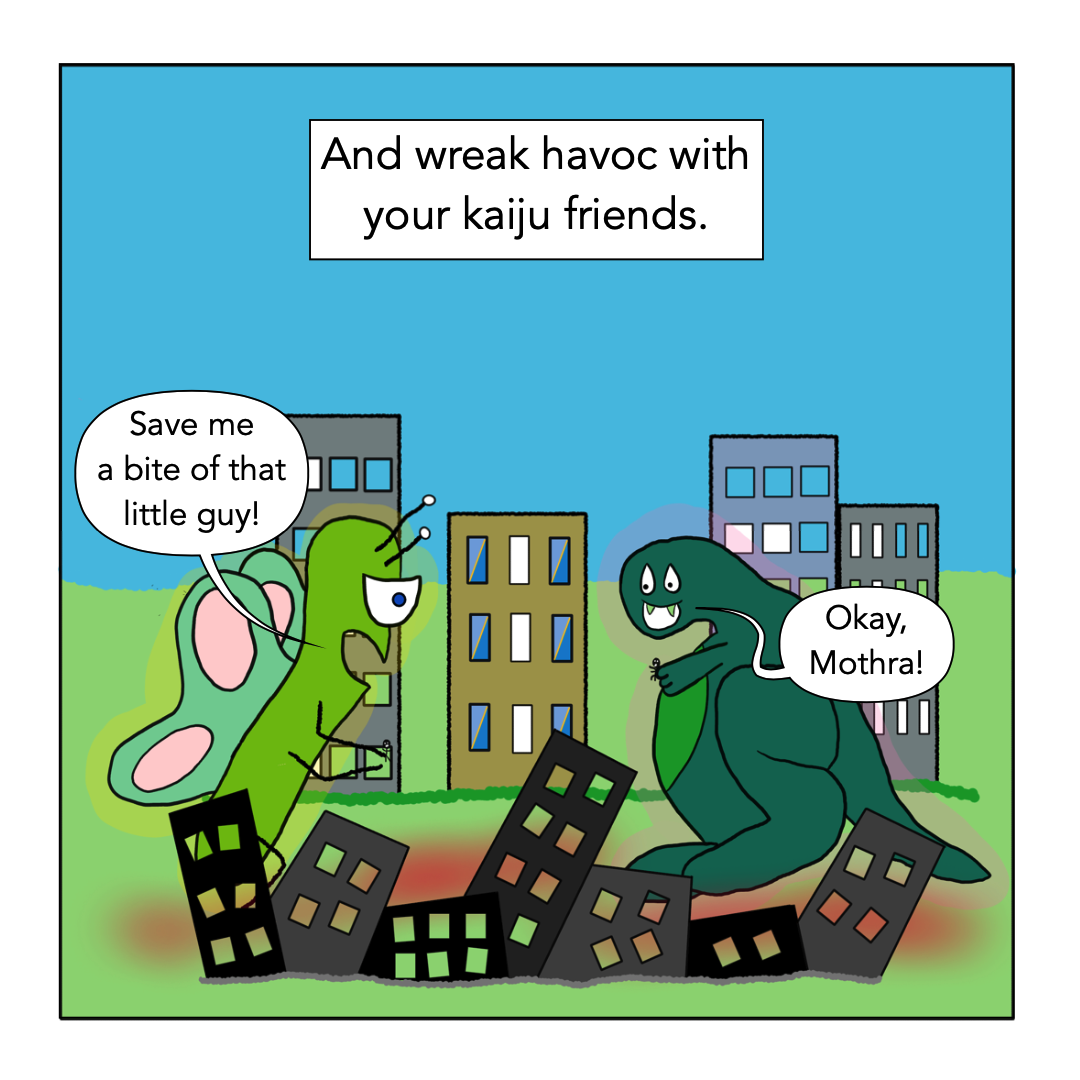 And wreak havoc with
your kaiju friends.
Save me
a bite of that
little guy!
Okay,
Mothra!